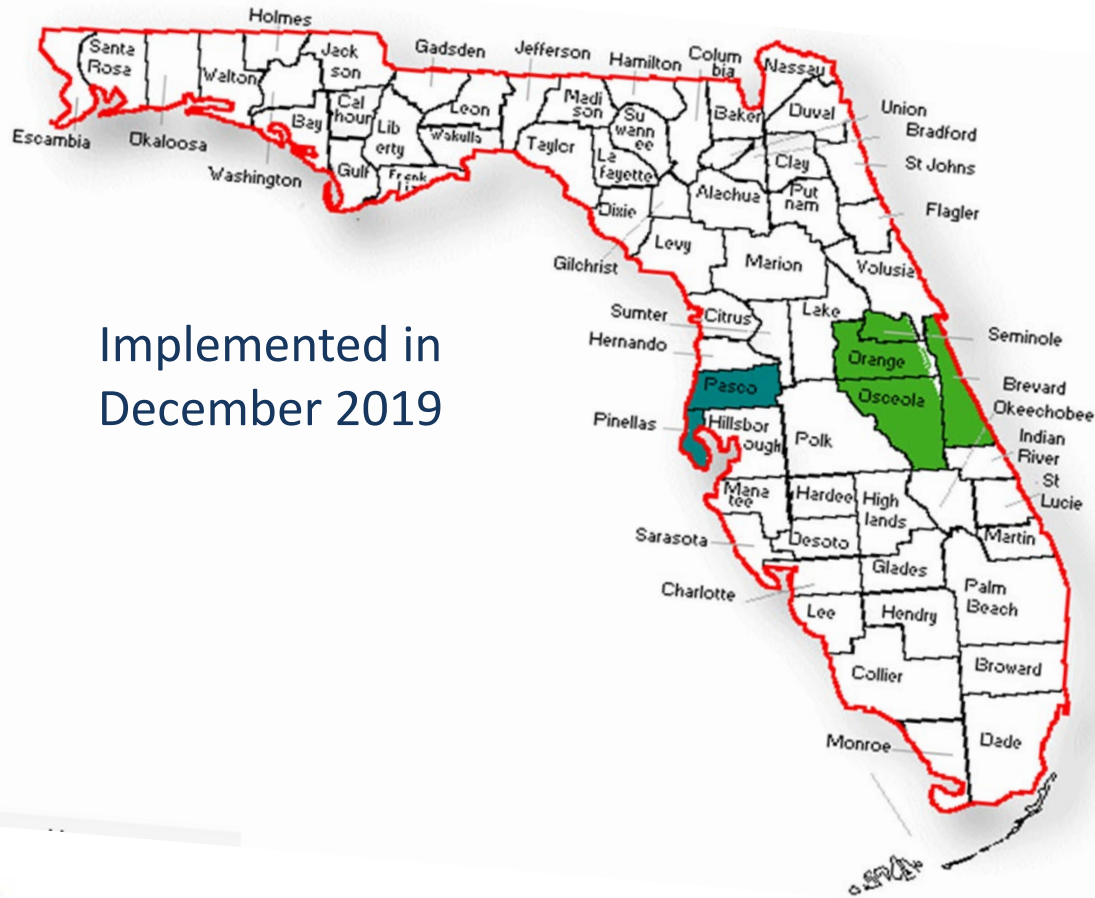 Holmes
Santa
Rosa
Walton
Jack
son
Gadsden
Jefferson
Hamilton
Colum
bia
Nassau
Escambia
Okaloosa
Washington
Bay
Cal
hour
Gulf
Lib
erty
Leon
Wakulla
Madi
son
Taylor
Su
wann
ee
La
fayette
Dixie
Baker
Duval
Union
Bradford
Clay
St Johns
Alachua
Put
nam
Flagler
Gilchrist
Levy
Marion
Volusia
Implemented in
December 2019
Sumter
Citrus
Lake
Hernando
Seminole
Orange
Pasco
Osceola
Brevard
Okeechobee
Pinellas
Hillsbor
ough
Polk
Indian
River
St
Lucie
Mana
tee
Hardee
High
lands
Sarasota
Desoto
Martin
Charlotte
Glades
Palm
Beach
Lee
Hendry
Collier
Broward
Monroe
Dade